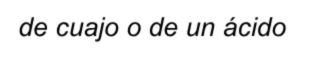 de cuajo o de un ácido